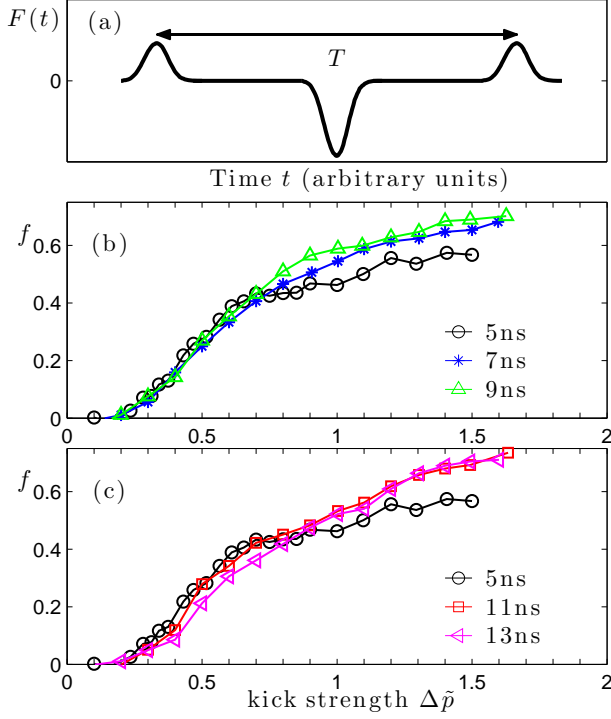 F(t)
(a)
T
0
Time t (arbitrary units)
f
(b)
0.6
0.4
0.2
0
5ns
7ns
9ns
0 0.5 1 1.5 2
f
(c)
0.6
0.4
0.2
0
5ns
11ns
13ns
0 0.5 1 1.5 2
kick strength Δp̃